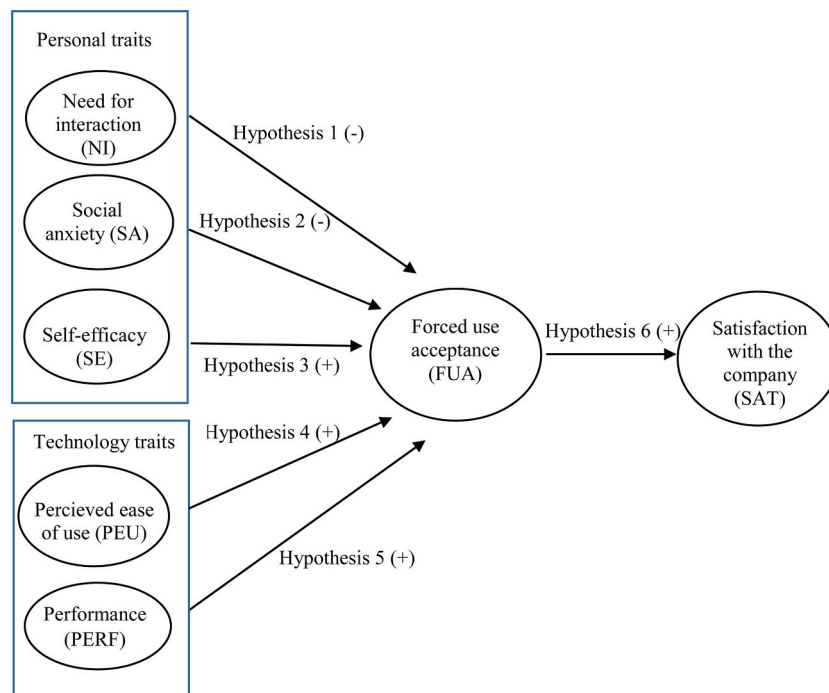 Personal traits
Need for
interaction
(NI)
Hypothesis 1 (-)
Social
anxiety (SA)
Hypothesis 2 (-)
Self-efficacy
(SE)
Hypothesis 3 (+)
Forced use
acceptance
(FUA)
Hypothesis 6 (+)
Satisfaction
with the
company
(SAT)
Technology traits
Hypothesis 4 (+)
Percieved ease
of use (PEU)
Hypothesis 5 (+)
Performance
(PERF)